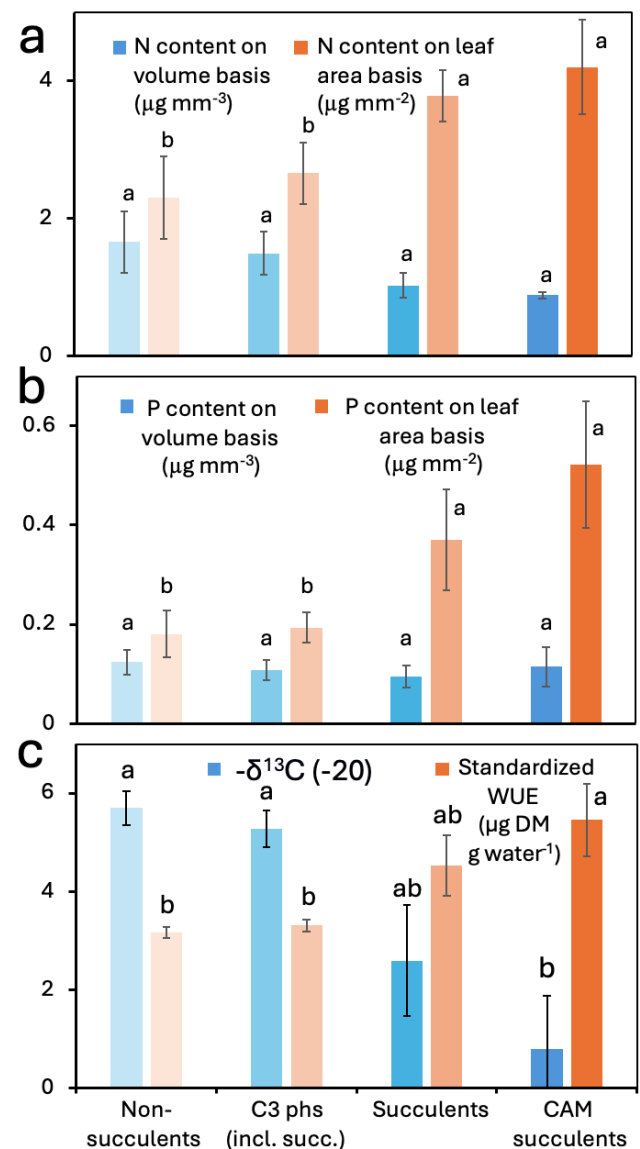 a
N content on volume basis (µg mm-3)
N content on leaf area basis (µg mm-2)
4
2
0
a
b
a
b
a
a
a
a
b
P content on volume basis (µg mm-3)
P content on leaf area basis (µg mm-2)
0.6
0.4
0.2
0
a
b
a
b
a
a
a
a
c
-δ13C (-20)
Standardized WUE (µg DM g water-1)
6
4
2
0
a
b
a
b
ab
ab
b
a
Non-succulents
C3 phs (incl. succ.)
Succulents
CAM succulents